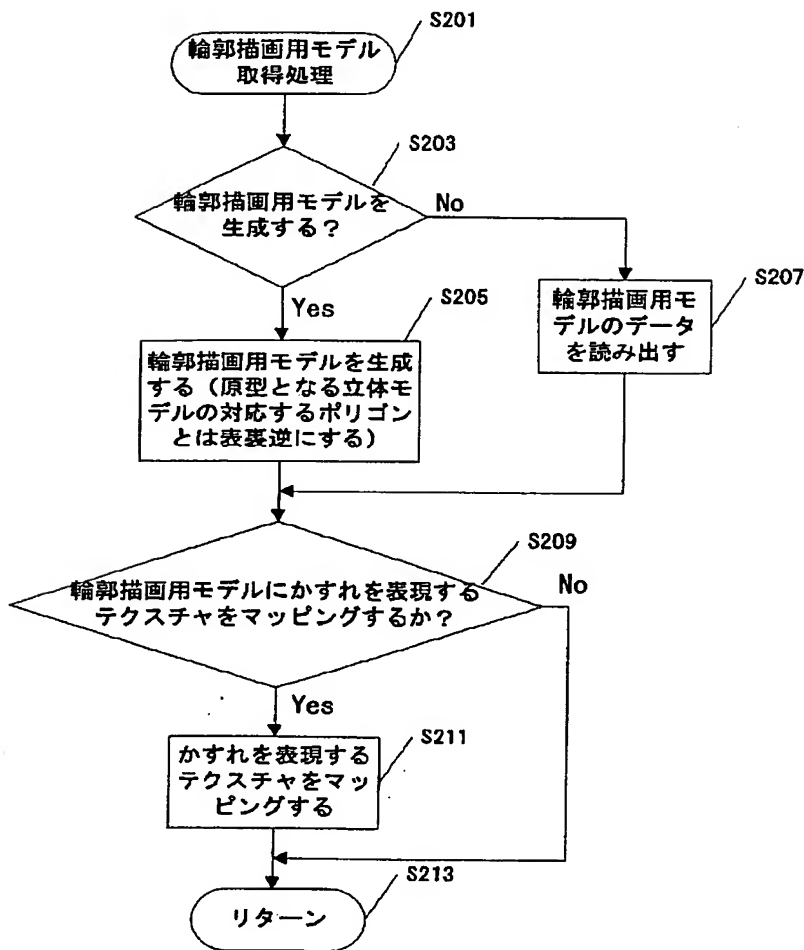 S201
輪郭描画用モデル
取得処理
S203
輪郭描画用モデルを
生成する?
No
Yes
S205
輪郭描画用モデルを生成
する（原型となる立体モ
デルの対応するポリゴン
とは表裏逆にする）
S207
輪郭描画用モ
デルのデータ
を読み出す
S209
輪郭描画用モデルにかすれを表現する
テクスチャをマッピングするか?
No
Yes
S211
かすれを表現する
テクスチャをマッ
ピングする
S213
リターン